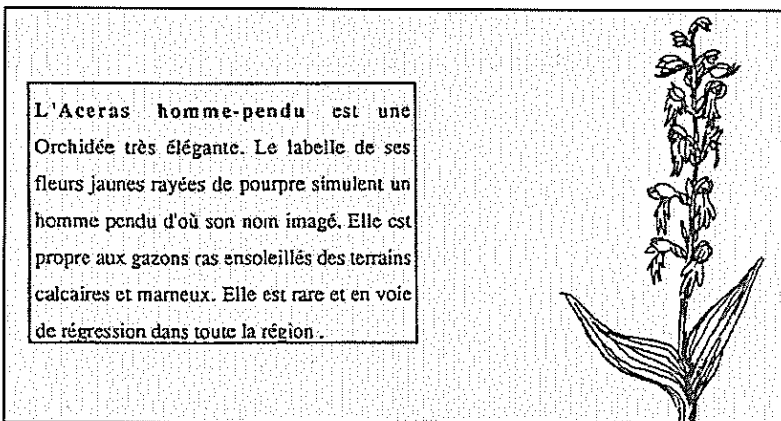 L'Aceras homme-pendu est une
Orchidée très élégante. Le labelle de ses
fleurs jaunes rayées de pourpre simulent un
homme pendu d'où son nom imagé. Elle est
propre aux gazons ras ensoleillés des terrains
calcaires et marneux. Elle est rare et en voie
de régression dans toute la région .